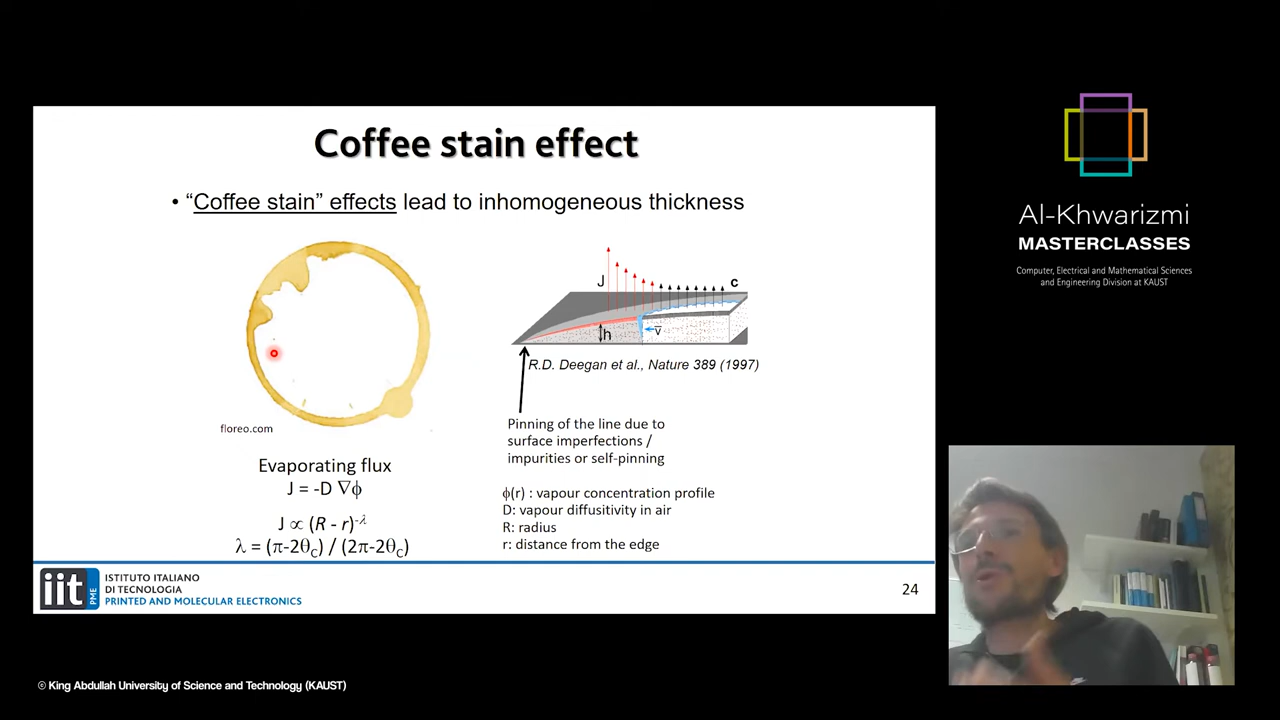 Coffee stain effect
• “Coffee stain” effects lead to inhomogeneous thickness
J
c
h
v̄
R.D. Deegan et al., Nature 389 (1997)
floreo.com
Pinning of the line due to
surface imperfections /
impurities or self-pinning
Evaporating flux
J = -D ∇ϕ
J ∝ (R - r)^-λ
λ = (π-2θC) / (2π-2θC)
ϕ(r) : vapour concentration profile
D: vapour diffusitivity in air
R: radius
r: distance from the edge
iit PME
ISTITUTO ITALIANO
DI TECNOLOGIA
PRINTED AND MOLECULAR ELECTRONICS
24
Al-Khwarizmi
MASTERCLASSES
Computer, Electrical and Mathematical Sciences
and Engineering Division at KAUST
© King Abdullah University of Science and Technology (KAUST)